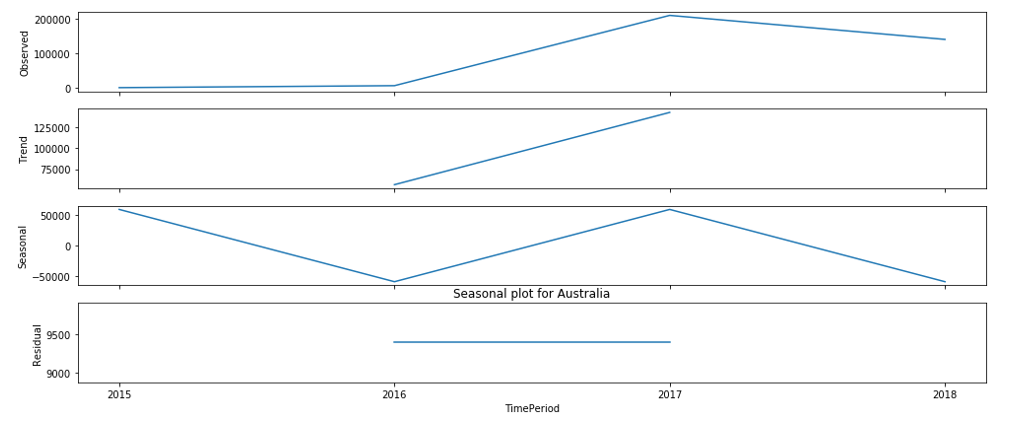 Observed
200000
100000
0
Trend
125000
100000
75000
Seasonal
50000
0
−50000
Seasonal plot for Australia
Residual
9500
9000
2015 2016 2017 2018
TimePeriod